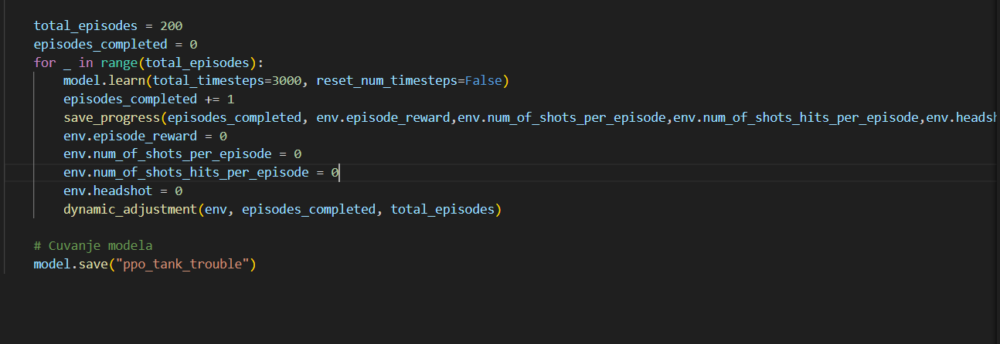 total_episodes = 200
episodes_completed = 0
for _ in range(total_episodes):
model.learn(total_timesteps=3000, reset_num_timesteps=False)
episodes_completed += 1
save_progress(episodes_completed, env.episode_reward,env.num_of_shots_per_episode,env.num_of_shots_hits_per_episode,env.headsh
env.episode_reward = 0
env.num_of_shots_per_episode = 0
env.num_of_shots_hits_per_episode = 0
env.headshot = 0
dynamic_adjustment(env, episodes_completed, total_episodes)
# Cuvanje modela
model.save("ppo_tank_trouble")